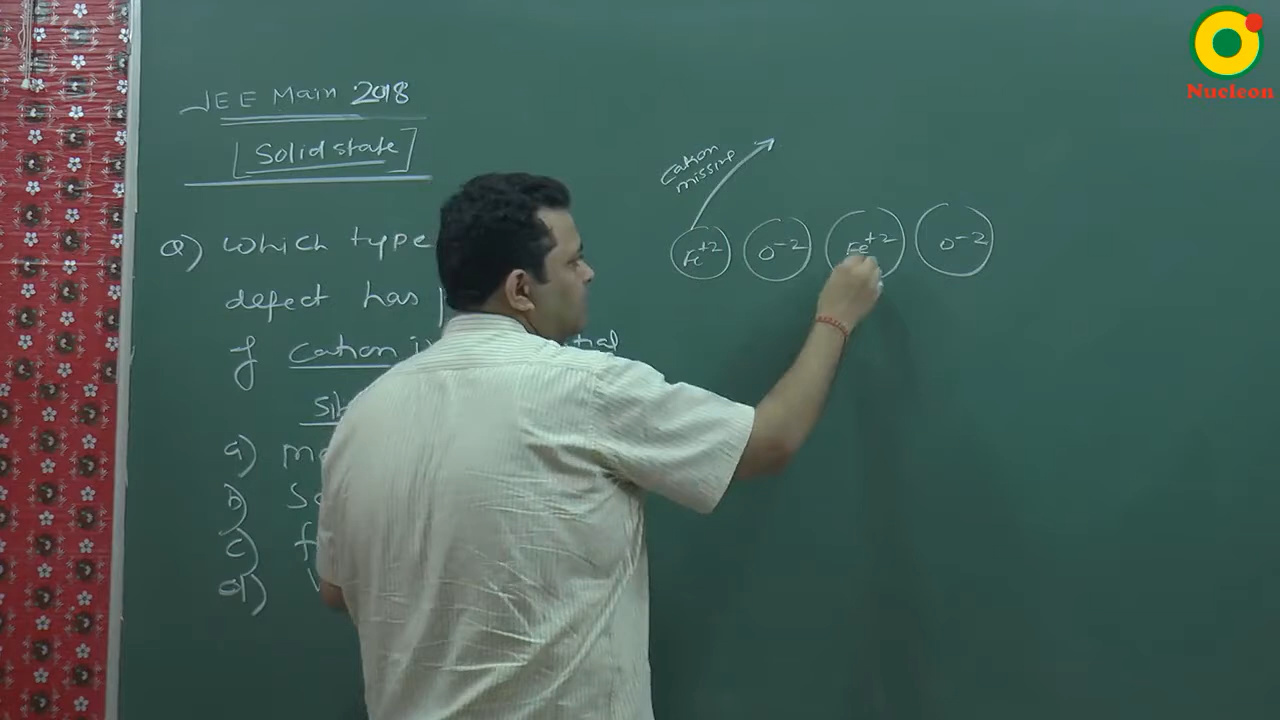 Nucleon
JEE Main 2018
[Solid state]
Q) which type
defect has
of cation
a)
b)
c)
d)
Cation
missing
Fe+2 O-2 Fe+2 O-2